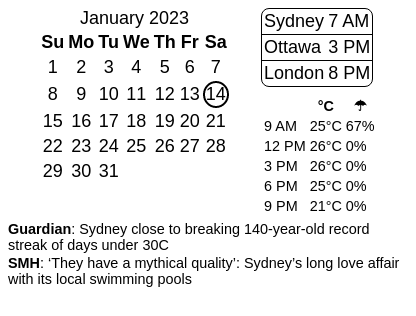 January 2023
Su Mo Tu We Th Fr Sa
1 2 3 4 5 6 7
8 9 10 11 12 13 14
15 16 17 18 19 20 21
22 23 24 25 26 27 28
29 30 31
Sydney 7 AM
Ottawa 3 PM
London 8 PM
°C ☂
9 AM 25°C 67%
12 PM 26°C 0%
3 PM 26°C 0%
6 PM 25°C 0%
9 PM 21°C 0%
Guardian: Sydney close to breaking 140-year-old record
streak of days under 30C
SMH: ‘They have a mythical quality’: Sydney’s long love affair
with its local swimming pools